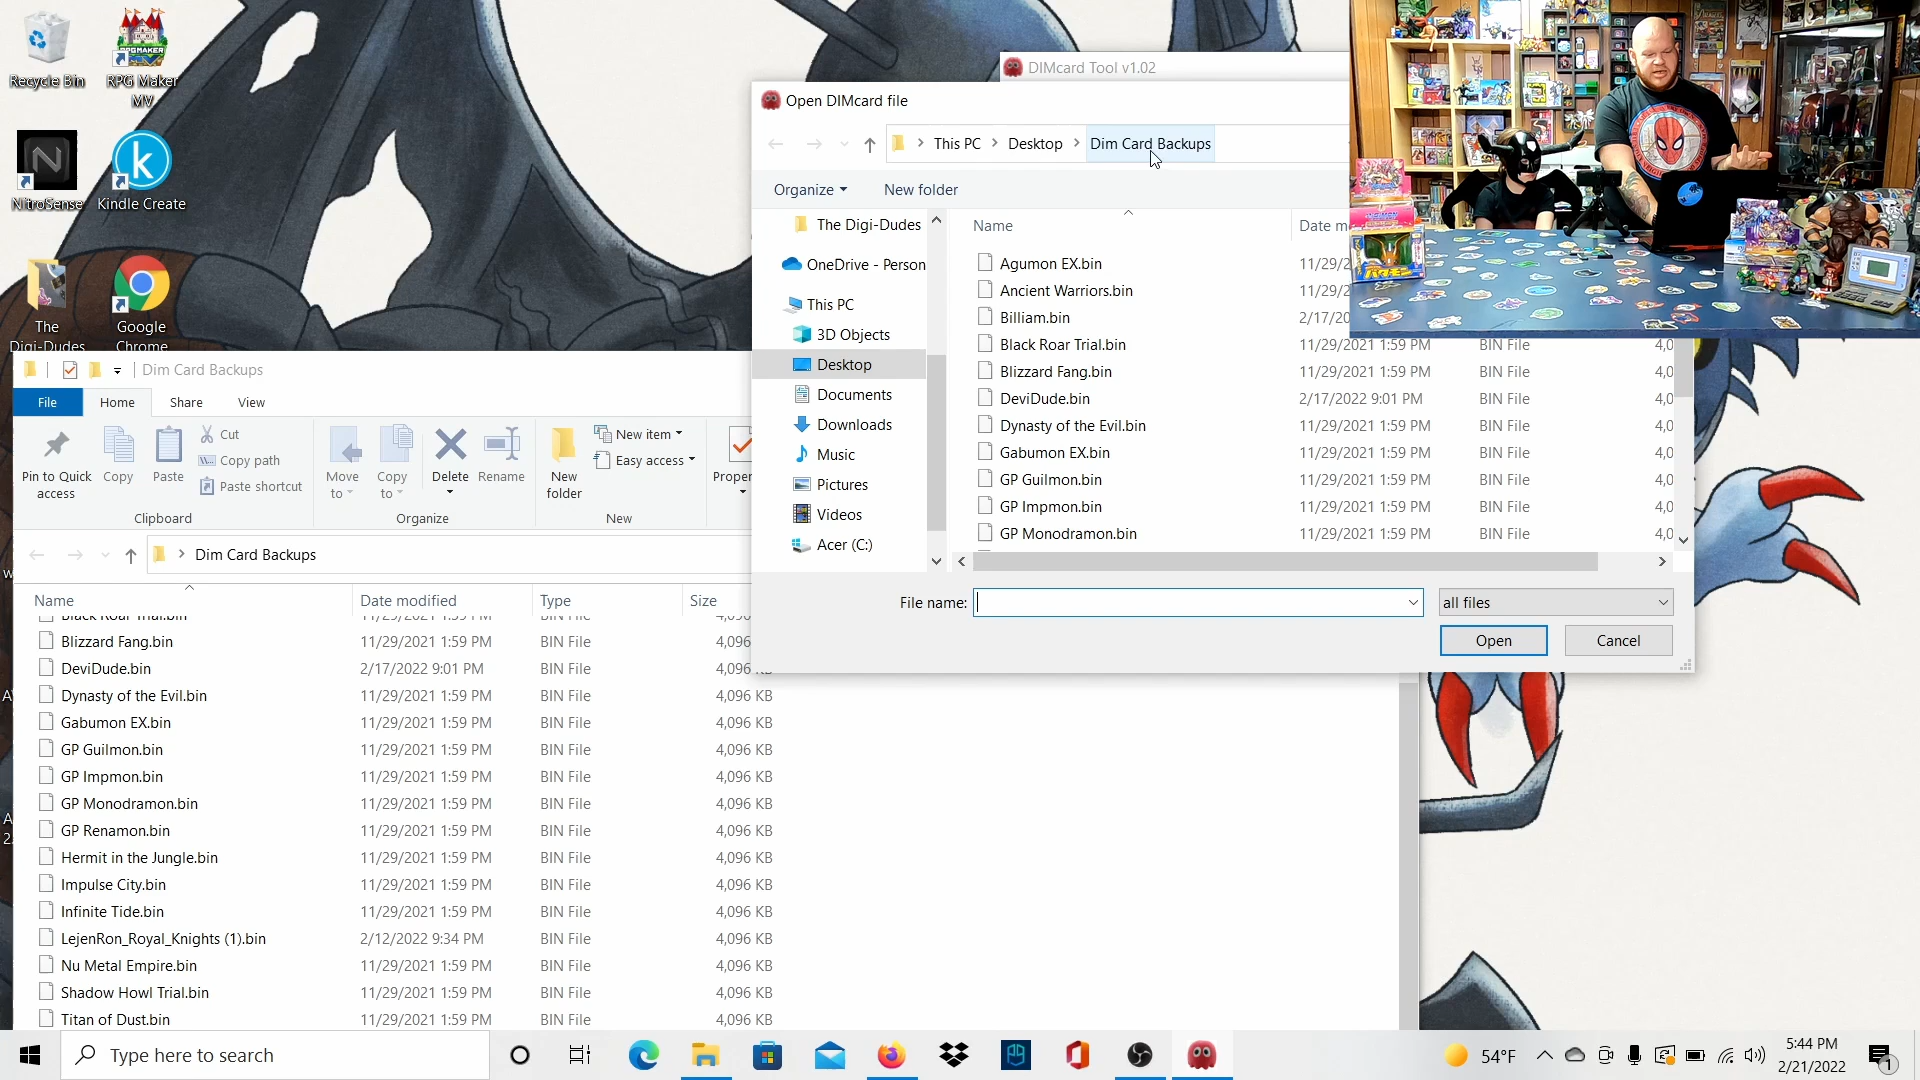 Recycle Bin
RPG Maker MV
NitroSense
Kindle Create
The Digi-Dudes
Google Chrome
DIMcard Tool v1.02
Open DIMcard file
This PC
Desktop
Dim Card Backups
Organize
New folder
The Digi-Dudes
OneDrive - Person
This PC
3D Objects
Desktop
Documents
Downloads
Music
Pictures
Videos
Acer (C:)
Name
Date m
Agumon EX.bin 11/29/2
Ancient Warriors.bin 11/29/2
Billiam.bin 2/17/20
Black Roar Trial.bin 11/29/2021 1:59 PM BIN File 4,0
Blizzard Fang.bin 11/29/2021 1:59 PM BIN File 4,0
DeviDude.bin 2/17/2022 9:01 PM BIN File 4,0
Dynasty of the Evil.bin 11/29/2021 1:59 PM BIN File 4,0
Gabumon EX.bin 11/29/2021 1:59 PM BIN File 4,0
GP Guilmon.bin 11/29/2021 1:59 PM BIN File 4,0
GP Impmon.bin 11/29/2021 1:59 PM BIN File 4,0
GP Monodramon.bin 11/29/2021 1:59 PM BIN File 4,0
File name:
all files
Open
Cancel
Dim Card Backups
File
Home
Share
View
Pin to Quick access
Copy
Paste
Cut
Copy path
Paste shortcut
Clipboard
Move to
Copy to
Delete
Rename
Organize
New folder
New item
Easy access
New
Proper
Dim Card Backups
Name Date modified Type Size
Black Roar Trial.bin 11/29/2021 1:59 PM BIN File 4,096
Blizzard Fang.bin 11/29/2021 1:59 PM BIN File 4,096
DeviDude.bin 2/17/2022 9:01 PM BIN File 4,096
Dynasty of the Evil.bin 11/29/2021 1:59 PM BIN File 4,096 KB
Gabumon EX.bin 11/29/2021 1:59 PM BIN File 4,096 KB
GP Guilmon.bin 11/29/2021 1:59 PM BIN File 4,096 KB
GP Impmon.bin 11/29/2021 1:59 PM BIN File 4,096 KB
GP Monodramon.bin 11/29/2021 1:59 PM BIN File 4,096 KB
GP Renamon.bin 11/29/2021 1:59 PM BIN File 4,096 KB
Hermit in the Jungle.bin 11/29/2021 1:59 PM BIN File 4,096 KB
Impulse City.bin 11/29/2021 1:59 PM BIN File 4,096 KB
Infinite Tide.bin 11/29/2021 1:59 PM BIN File 4,096 KB
LejenRon_Royal_Knights (1).bin 2/12/2022 9:34 PM BIN File 4,096 KB
Nu Metal Empire.bin 11/29/2021 1:59 PM BIN File 4,096 KB
Shadow Howl Trial.bin 11/29/2021 1:59 PM BIN File 4,096 KB
Titan of Dust.bin 11/29/2021 1:59 PM BIN File 4,096 KB
Type here to search
54°F
5:44 PM
2/21/2022
1